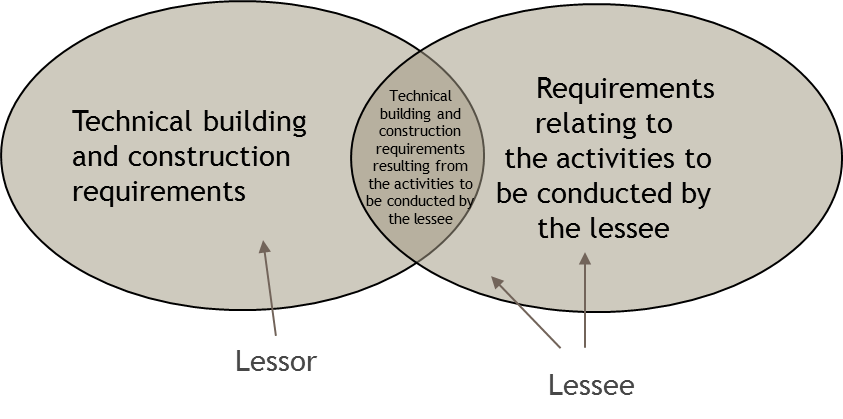 Technical building
and construction
requirements
Technical
building and
construction
requirements
resulting from
the activities to
be conducted by
the lessee
Requirements
relating to
the activities to
be conducted by
the lessee
Lessor
Lessee